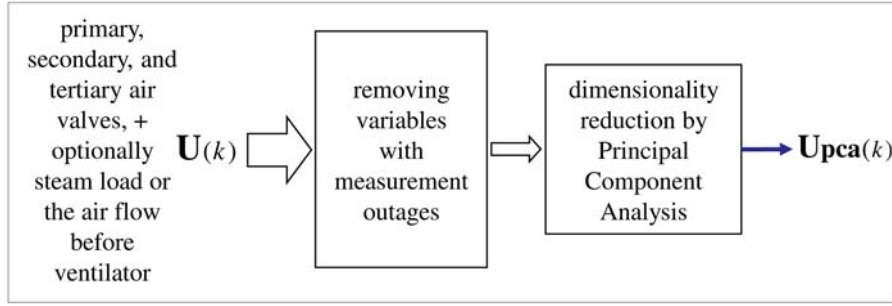 primary,
secondary, and
tertiary air
valves, +
optionally
steam load or
the air flow
before
ventilator
U(k)
removing
variables
with
measurement
outages
dimensionality
reduction by
Principal
Component
Analysis
Upca(k)